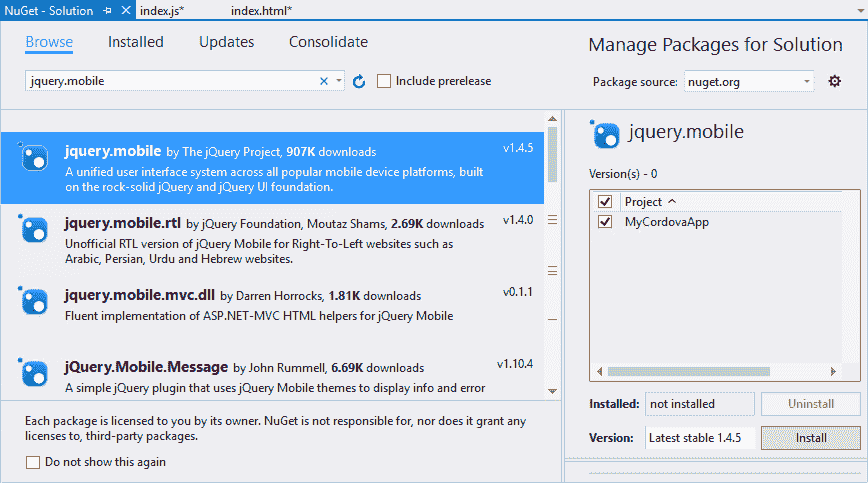 NuGet - Solution
index.js*
index.html*
Browse
Installed
Updates
Consolidate
Manage Packages for Solution
jquery.mobile
Include prerelease
Package source:
nuget.org
jquery.mobile by The jQuery Project, 907K downloads
v1.4.5
A unified user interface system across all popular mobile device platforms, built
on the rock-solid jQuery and jQuery UI foundation.
jquery.mobile.rtl by jQuery Foundation, Moutaz Shams, 2.69K downloads
v1.4.0
Unofficial RTL version of jQuery Mobile for Right-To-Left websites such as
Arabic, Persian, Urdu and Hebrew websites.
jquery.mobile.mvc.dll by Darren Horrocks, 1.81K downloads
v0.1.1
Fluent implementation of ASP.NET-MVC HTML helpers for jQuery Mobile
jQuery.Mobile.Message by John Rummell, 6.69K downloads
v1.10.4
A simple jQuery plugin that uses jQuery Mobile themes to display info and error
Each package is licensed to you by its owner. NuGet is not responsible for, nor does it grant any
licenses to, third-party packages.
Do not show this again
jquery.mobile
Version(s) - 0
Project
MyCordovaApp
Installed:
not installed
Uninstall
Version:
Latest stable 1.4.5
Install